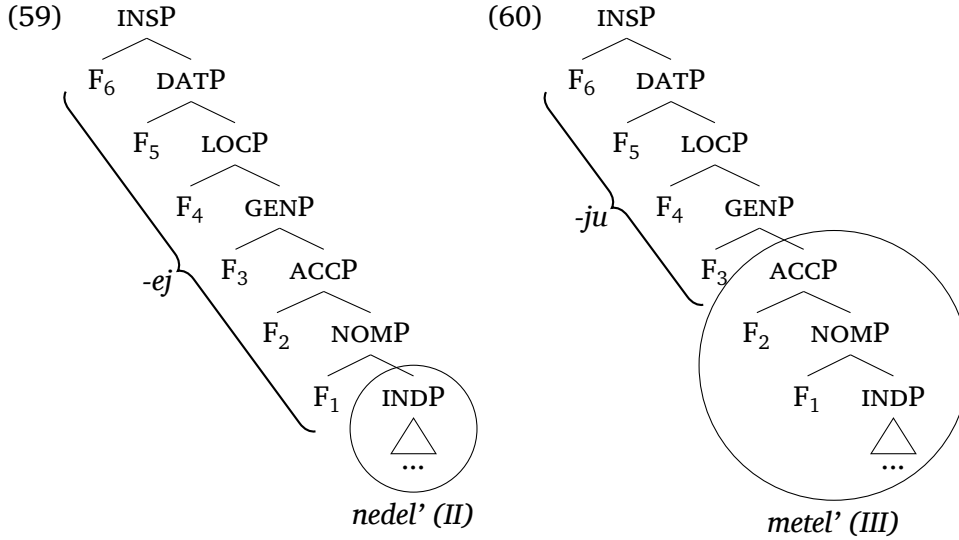 (59) INSP
F₆ DATP
F₅ LOCP
F₄ GENP
F₃ ACCP
-ej
F₂ NOMP
F₁ INDP
...
nedel’ (II)
(60) INSP
F₆ DATP
F₅ LOCP
F₄ GENP
-ju
F₃ ACCP
F₂ NOMP
F₁ INDP
...
metel’ (III)